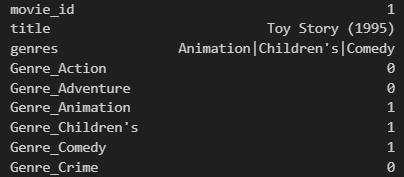 movie_id 1
title Toy Story (1995)
genres Animation|Children's|Comedy
Genre_Action 0
Genre_Adventure 0
Genre_Animation 1
Genre_Children's 1
Genre_Comedy 1
Genre_Crime 0